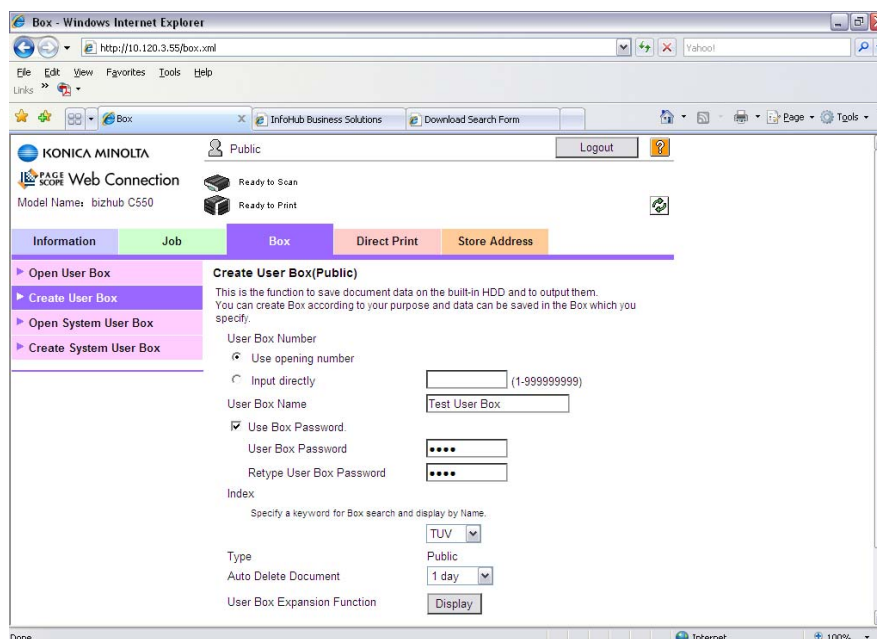 Box - Windows Internet Explorer
http://10.120.3.55/box.xml
Yahoo!
File Edit View Favorites Tools Help
Links »
Box
InfoHub Business Solutions
Download Search Form
Page
Tools
KONICA MINOLTA
Public
Logout
?
PAGE SCOPE Web Connection
Ready to Scan
Model Name: bizhub C550
Ready to Print
Information Job Box Direct Print Store Address
Open User Box
Create User Box
Open System User Box
Create System User Box
Create User Box(Public)
This is the function to save document data on the built-in HDD and to output them.
You can create Box according to your purpose and data can be saved in the Box which you
specify.
User Box Number
Use opening number
Input directly (1-999999999)
User Box Name Test User Box
Use Box Password.
User Box Password ••••
Retype User Box Password ••••
Index
Specify a keyword for Box search and display by Name.
TUV
Type Public
Auto Delete Document 1 day
User Box Expansion Function Display
Done Internet 100%